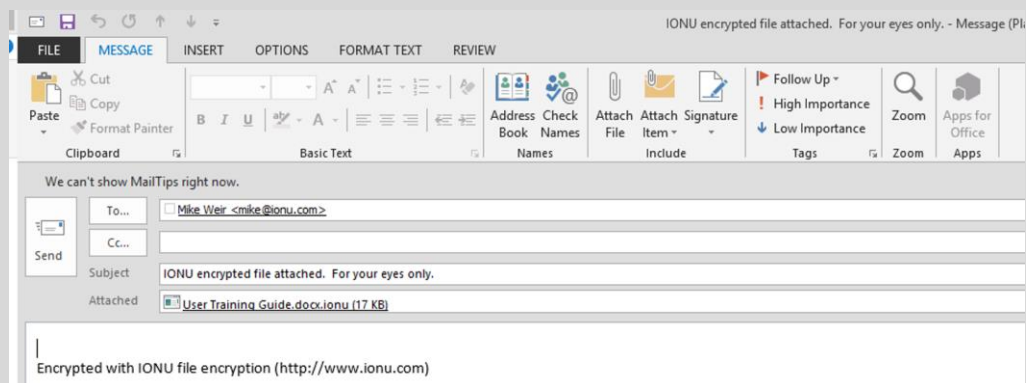 IONU encrypted file attached. For your eyes only. - Message (Pla
FILE MESSAGE INSERT OPTIONS FORMAT TEXT REVIEW
Paste
Cut
Copy
Format Painter
Clipboard
A A
B I U aby A
Basic Text
Address Book
Check Names
Names
Attach File
Attach Item
Signature
Include
Follow Up
! High Importance
Low Importance
Tags
Zoom
Zoom
Apps for Office
Apps
We can't show MailTips right now.
Send
To... Mike Weir <mike@ionu.com>
Cc...
Subject IONU encrypted file attached. For your eyes only.
Attached User Training Guide.docx.ionu (17 KB)
Encrypted with IONU file encryption (http://www.ionu.com)